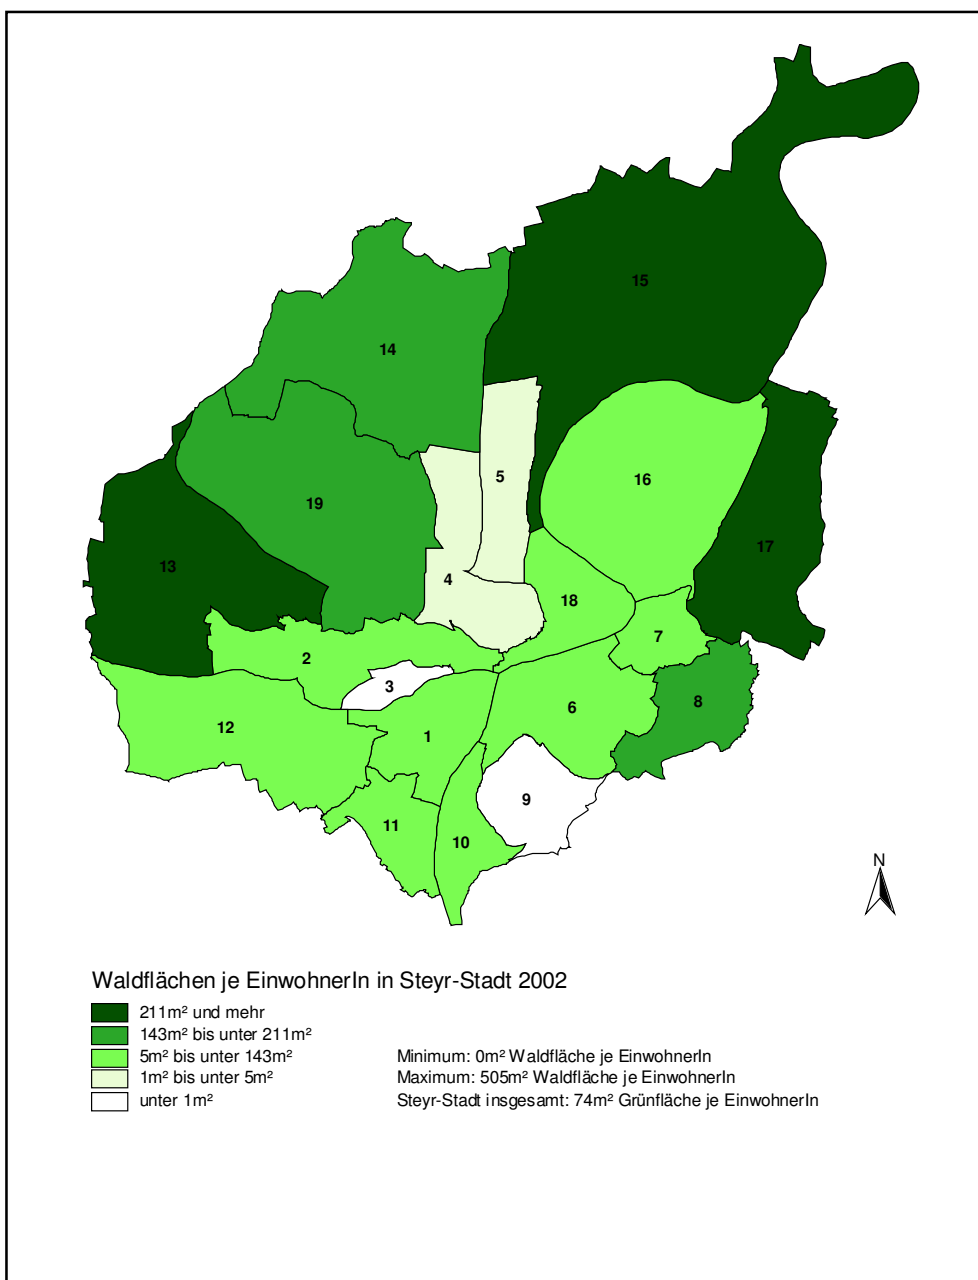 15
14
5
16
19
17
13
4
18
7
2
3
8
6
12
1
9
11
10
N
Waldflächen je EinwohnerIn in Steyr-Stadt 2002
211m² und mehr
143m² bis unter 211m²
5m² bis unter 143m²
1m² bis unter 5m²
unter 1m²
Minimum: 0m² Waldfläche je EinwohnerIn
Maximum: 505m² Waldfläche je EinwohnerIn
Steyr-Stadt insgesamt: 74m² Grünfläche je EinwohnerIn